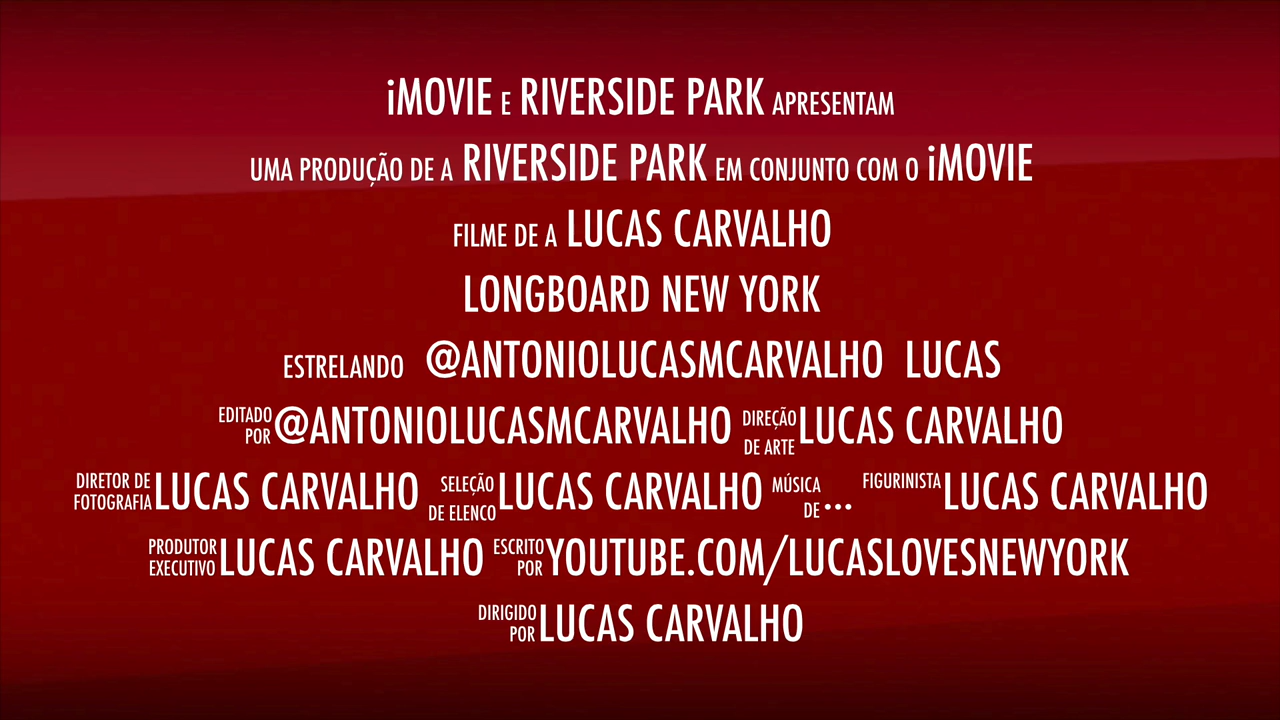 iMOVIE E RIVERSIDE PARK APRESENTAM
UMA PRODUÇÃO DE A RIVERSIDE PARK EM CONJUNTO COM O iMOVIE
FILME DE A LUCAS CARVALHO
LONGBOARD NEW YORK
ESTRELANDO @ANTONIOLUCASMCARVALHO LUCAS
EDITADO POR @ANTONIOLUCASMCARVALHO DIREÇÃO DE ARTE LUCAS CARVALHO
DIRETOR DE FOTOGRAFIA LUCAS CARVALHO SELEÇÃO DE ELENCO LUCAS CARVALHO MÚSICA DE ... FIGURINISTA LUCAS CARVALHO
PRODUTOR EXECUTIVO LUCAS CARVALHO ESCRITO POR YOUTUBE.COM/LUCASLOVESNEWYORK
DIRIGIDO POR LUCAS CARVALHO